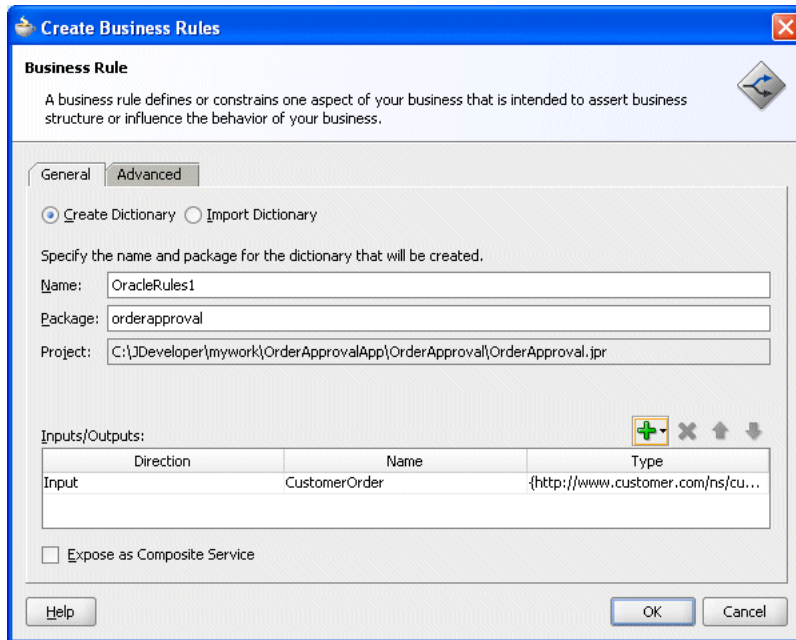 Create Business Rules
Business Rule
A business rule defines or constrains one aspect of your business that is intended to assert business
structure or influence the behavior of your business.
General Advanced
Create Dictionary Import Dictionary
Specify the name and package for the dictionary that will be created.
Name: OracleRules1
Package: orderapproval
Project: C:\JDeveloper\mywork\OrderApprovalApp\OrderApproval\OrderApproval.jpr
Inputs/Outputs:
Direction Name Type
Input CustomerOrder {http://www.customer.com/ns/cu...
Expose as Composite Service
Help OK Cancel